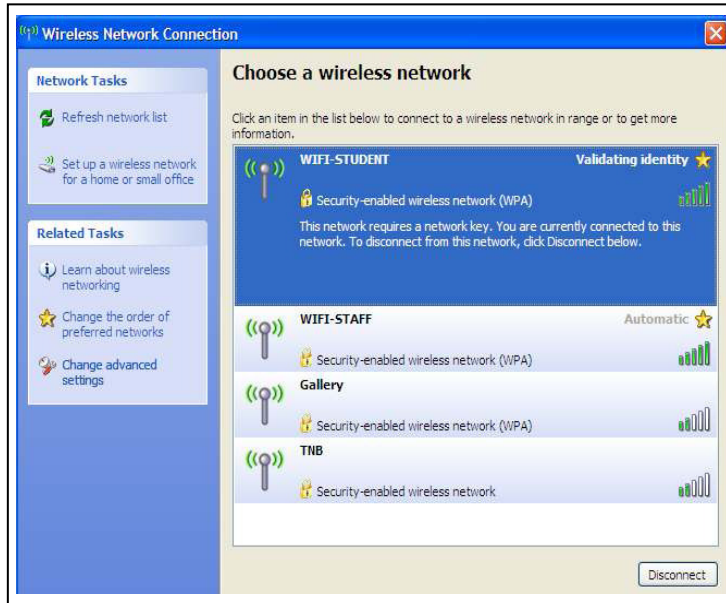 Wireless Network Connection
Network Tasks
Refresh network list
Set up a wireless network
for a home or small office
Related Tasks
Learn about wireless
networking
Change the order of
preferred networks
Change advanced
settings
Choose a wireless network
Click an item in the list below to connect to a wireless network in range or to get more
information.
WIFI-STUDENT Validating identity
Security-enabled wireless network (WPA)
This network requires a network key. You are currently connected to this
network. To disconnect from this network, click Disconnect below.
WIFI-STAFF Automatic
Security-enabled wireless network (WPA)
Gallery
Security-enabled wireless network (WPA)
TNB
Security-enabled wireless network
Disconnect